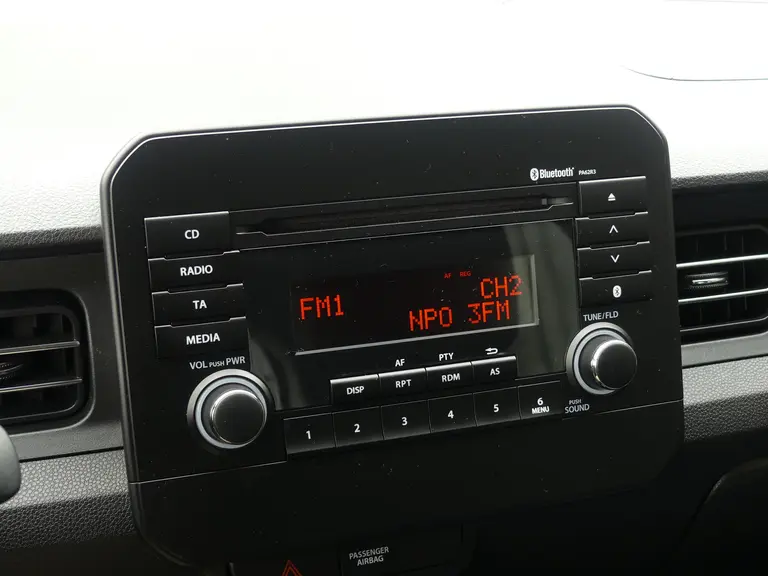 Bluetooth PA62R3
CD
RADIO
TA
MEDIA
VOL PUSH PWR
AF REG
FM1 CH2
NPO 3FM
TUNE/FLD
AF PTY
DISP RPT RDM AS
1 2 3 4 5 6 MENU
PUSH SOUND
PASSENGER
AIRBAG